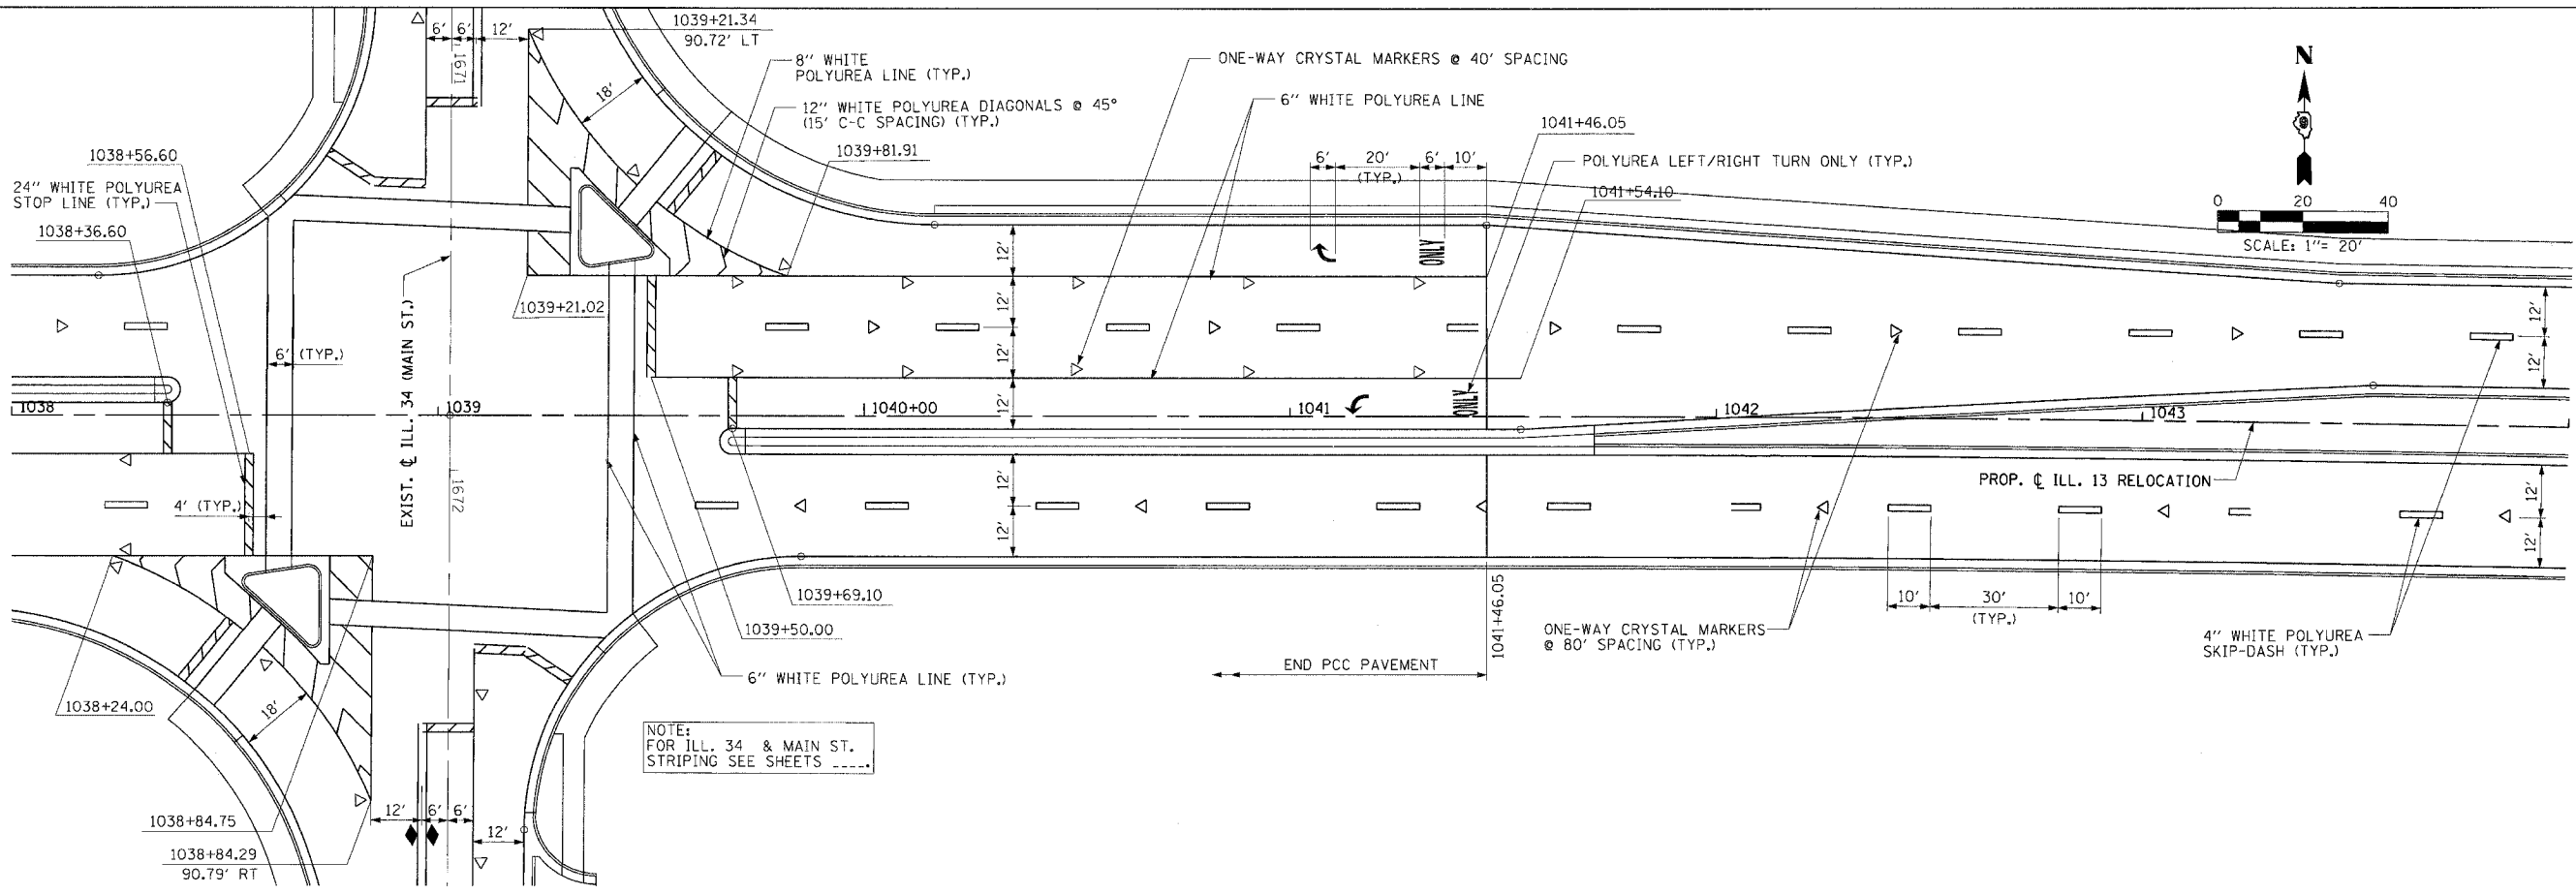 6' 6' 12'
1671
1039+21.34
90.72' LT
8" WHITE
POLYUREA LINE (TYP.)
18'
12" WHITE POLYUREA DIAGONALS @ 45°
(15' C-C SPACING) (TYP.)
1039+81.91
ONE-WAY CRYSTAL MARKERS @ 40' SPACING
6" WHITE POLYUREA LINE
1041+46.05
6' 20' 6' 10'
(TYP.)
POLYUREA LEFT/RIGHT TURN ONLY (TYP.)
1041+54.10
N
0 20 40
SCALE: 1"= 20'
1038+56.60
24" WHITE POLYUREA
STOP LINE (TYP.)
1038+36.60
EXIST. ℄ ILL. 34 (MAIN ST.)
1039+21.02
6' (TYP.)
12'
12'
12'
12'
ONLY
12'
12'
1038
1039
1040+00
1041
ONLY
1042
1043
4' (TYP.)
1672
12'
12'
PROP. ℄ ILL. 13 RELOCATION
12'
12'
1039+69.10
1039+50.00
6" WHITE POLYUREA LINE (TYP.)
1041+46.05
END PCC PAVEMENT
ONE-WAY CRYSTAL MARKERS
@ 80' SPACING (TYP.)
10' 30' 10'
(TYP.)
4" WHITE POLYUREA
SKIP-DASH (TYP.)
1038+24.00
18'
NOTE:
FOR ILL. 34 & MAIN ST.
STRIPING SEE SHEETS ____.
1038+84.75
1038+84.29
90.79' RT
12' 6' 6'
12'